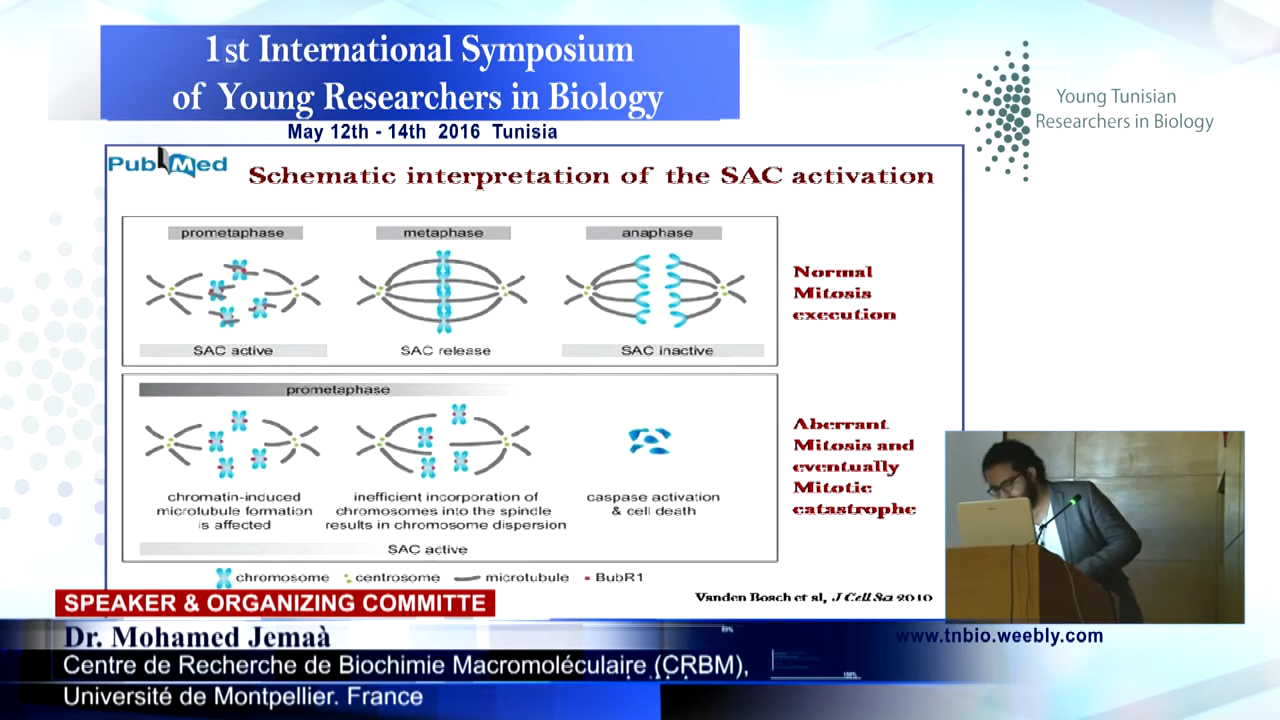 1st International Symposium
of Young Researchers in Biology
May 12th - 14th 2016 Tunisia
Young Tunisian
Researchers in Biology
PubMed
Schematic interpretation of the SAC activation
prometaphase
metaphase
anaphase
SAC active
SAC release
SAC inactive
Normal
Mitosis
execution
prometaphase
chromatin-induced
microtubule formation
is affected
inefficient incorporation of
chromosomes into the spindle
results in chromosome dispersion
caspase activation
& cell death
SAC active
Aberrant
Mitosis and
eventually
Mitotic
catastrophe
chromosome
centrosome
microtubule
BubR1
Vanden Bosch et al, J Cell Sci 2010
SPEAKER & ORGANIZING COMMITTE
Dr. Mohamed Jemaà
Centre de Recherche de Biochimie Macromoléculaire (CRBM),
Université de Montpellier. France
www.tnbio.weebly.com
100%